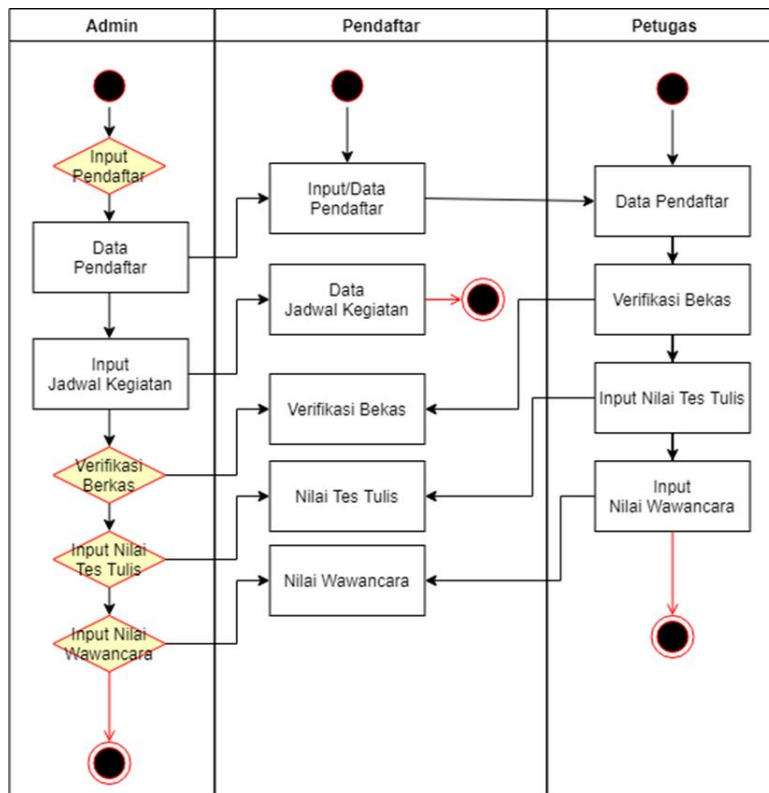 Admin
Pendaftar
Petugas
Input
Pendaftar
Data
Pendaftar
Input
Jadwal Kegiatan
Verifikasi
Berkas
Input Nilai
Tes Tulis
Input Nilai
Wawancara
Input/Data
Pendaftar
Data
Jadwal Kegiatan
Verifikasi Bekas
Nilai Tes Tulis
Nilai Wawancara
Data Pendaftar
Verifikasi Bekas
Input Nilai Tes Tulis
Input
Nilai Wawancara